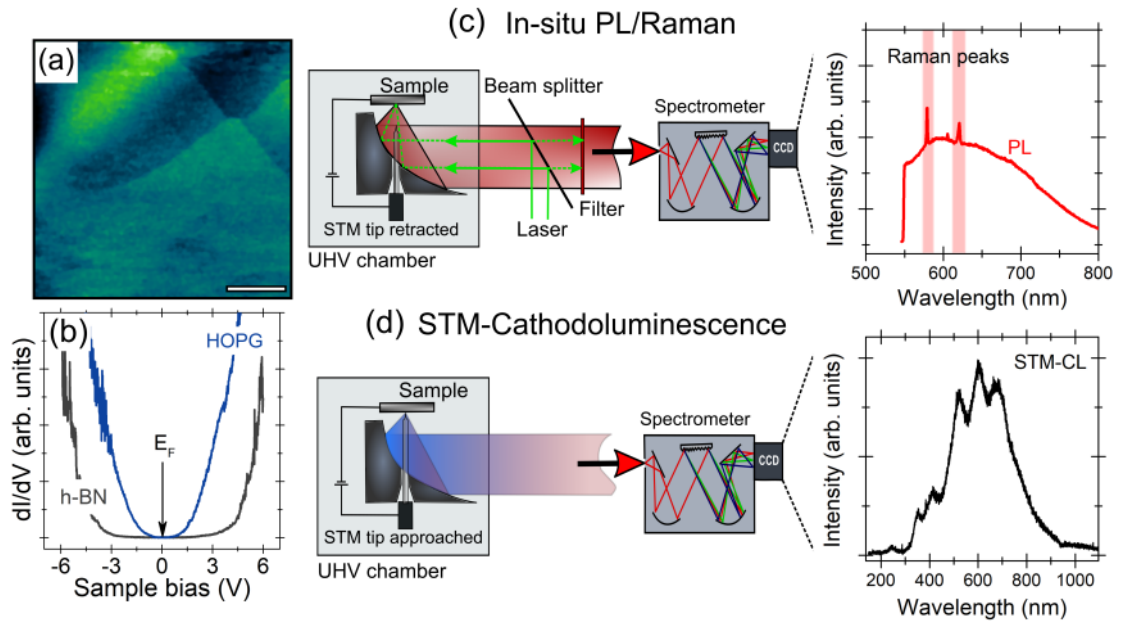 (a)
(b)
HOPG
h-BN
E_F
dI/dV (arb. units)
-6 -3 0 3 6
Sample bias (V)
(c) In-situ PL/Raman
Sample
Beam splitter
STM tip retracted
UHV chamber
Laser
Filter
Spectrometer
CCD
Raman peaks
PL
Intensity (arb. units)
500 600 700 800
Wavelength (nm)
(d) STM-Cathodoluminescence
Sample
STM tip approached
UHV chamber
Spectrometer
CCD
STM-CL
Intensity (arb. units)
200 400 600 800 1000
Wavelength (nm)